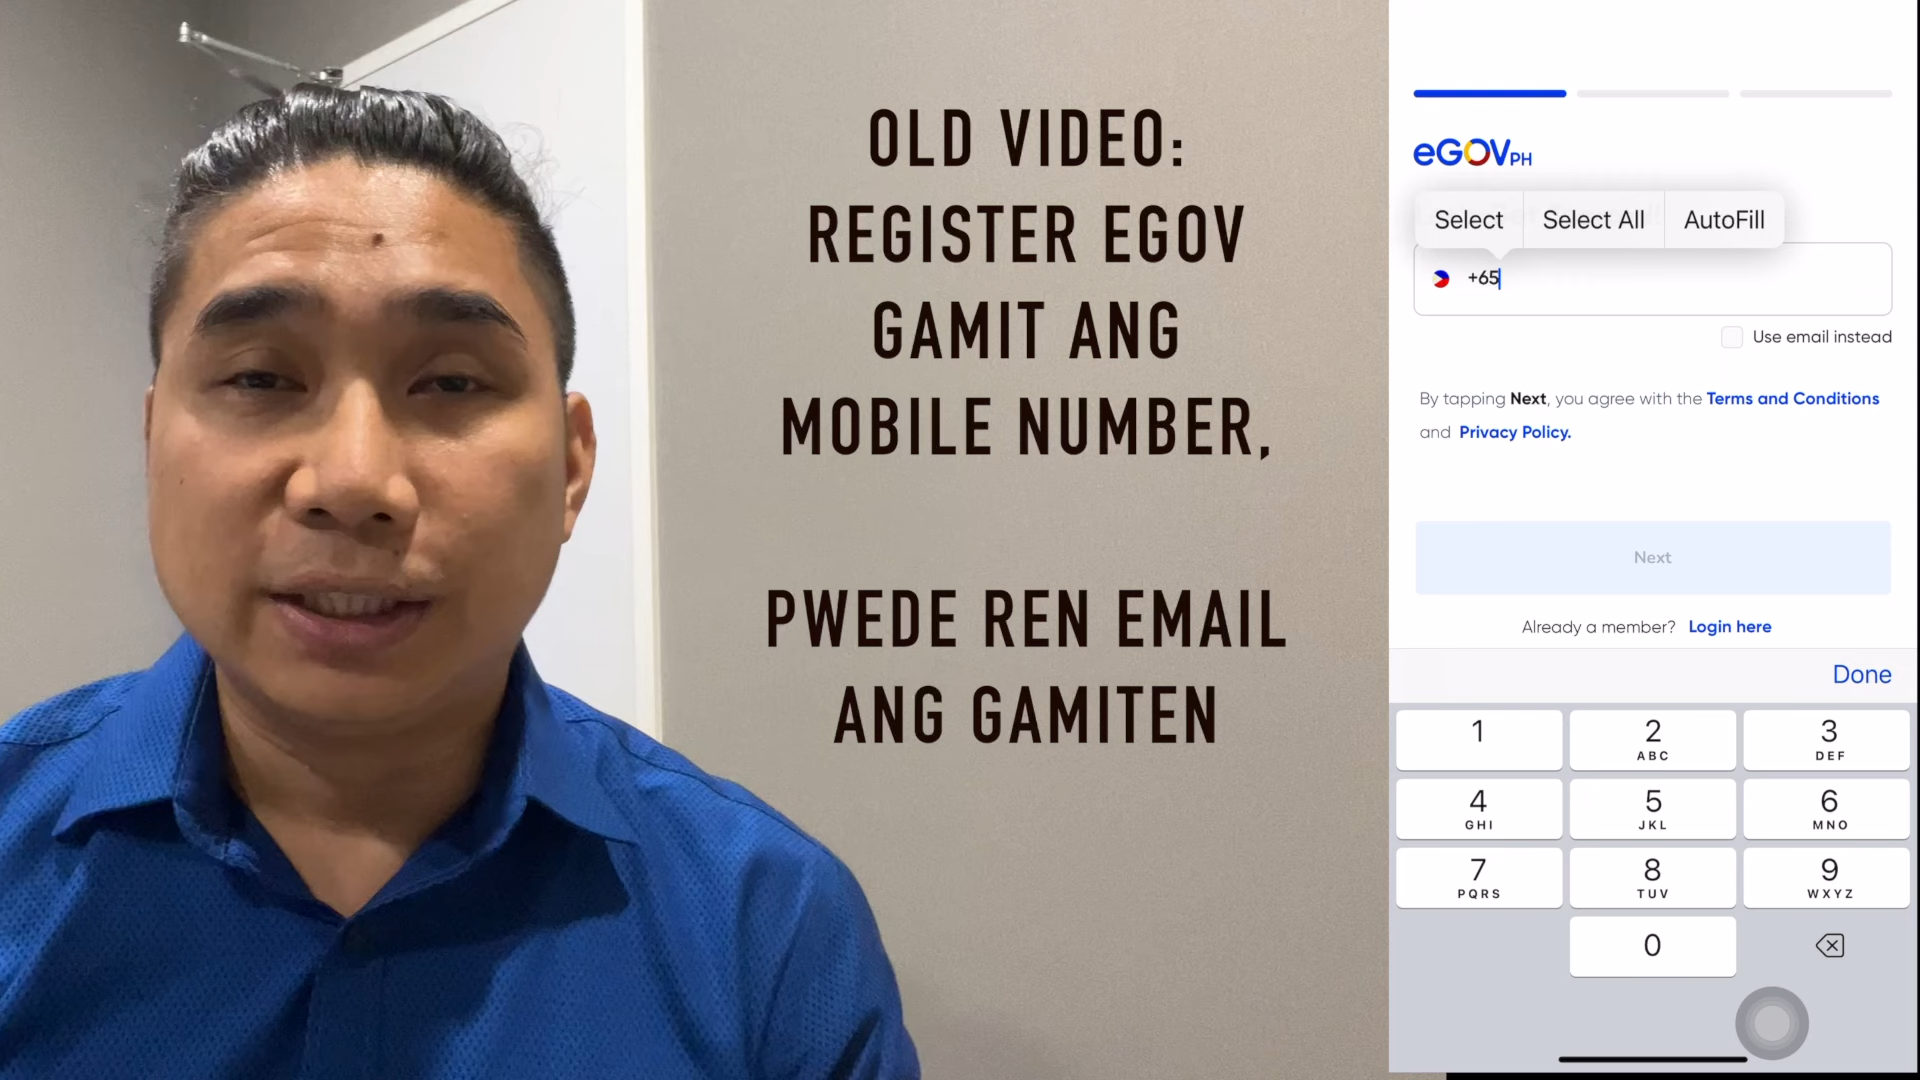 OLD VIDEO:
REGISTER EGOV
GAMIT ANG
MOBILE NUMBER,
PWEDE REN EMAIL
ANG GAMITEN
eGOVPH
Select Select All AutoFill
+65
Use email instead
By tapping Next, you agree with the Terms and Conditions
and Privacy Policy.
Next
Already a member? Login here
Done
1 2 3
ABC DEF
4 5 6
GHI JKL MNO
7 8 9
PQRS TUV WXYZ
0